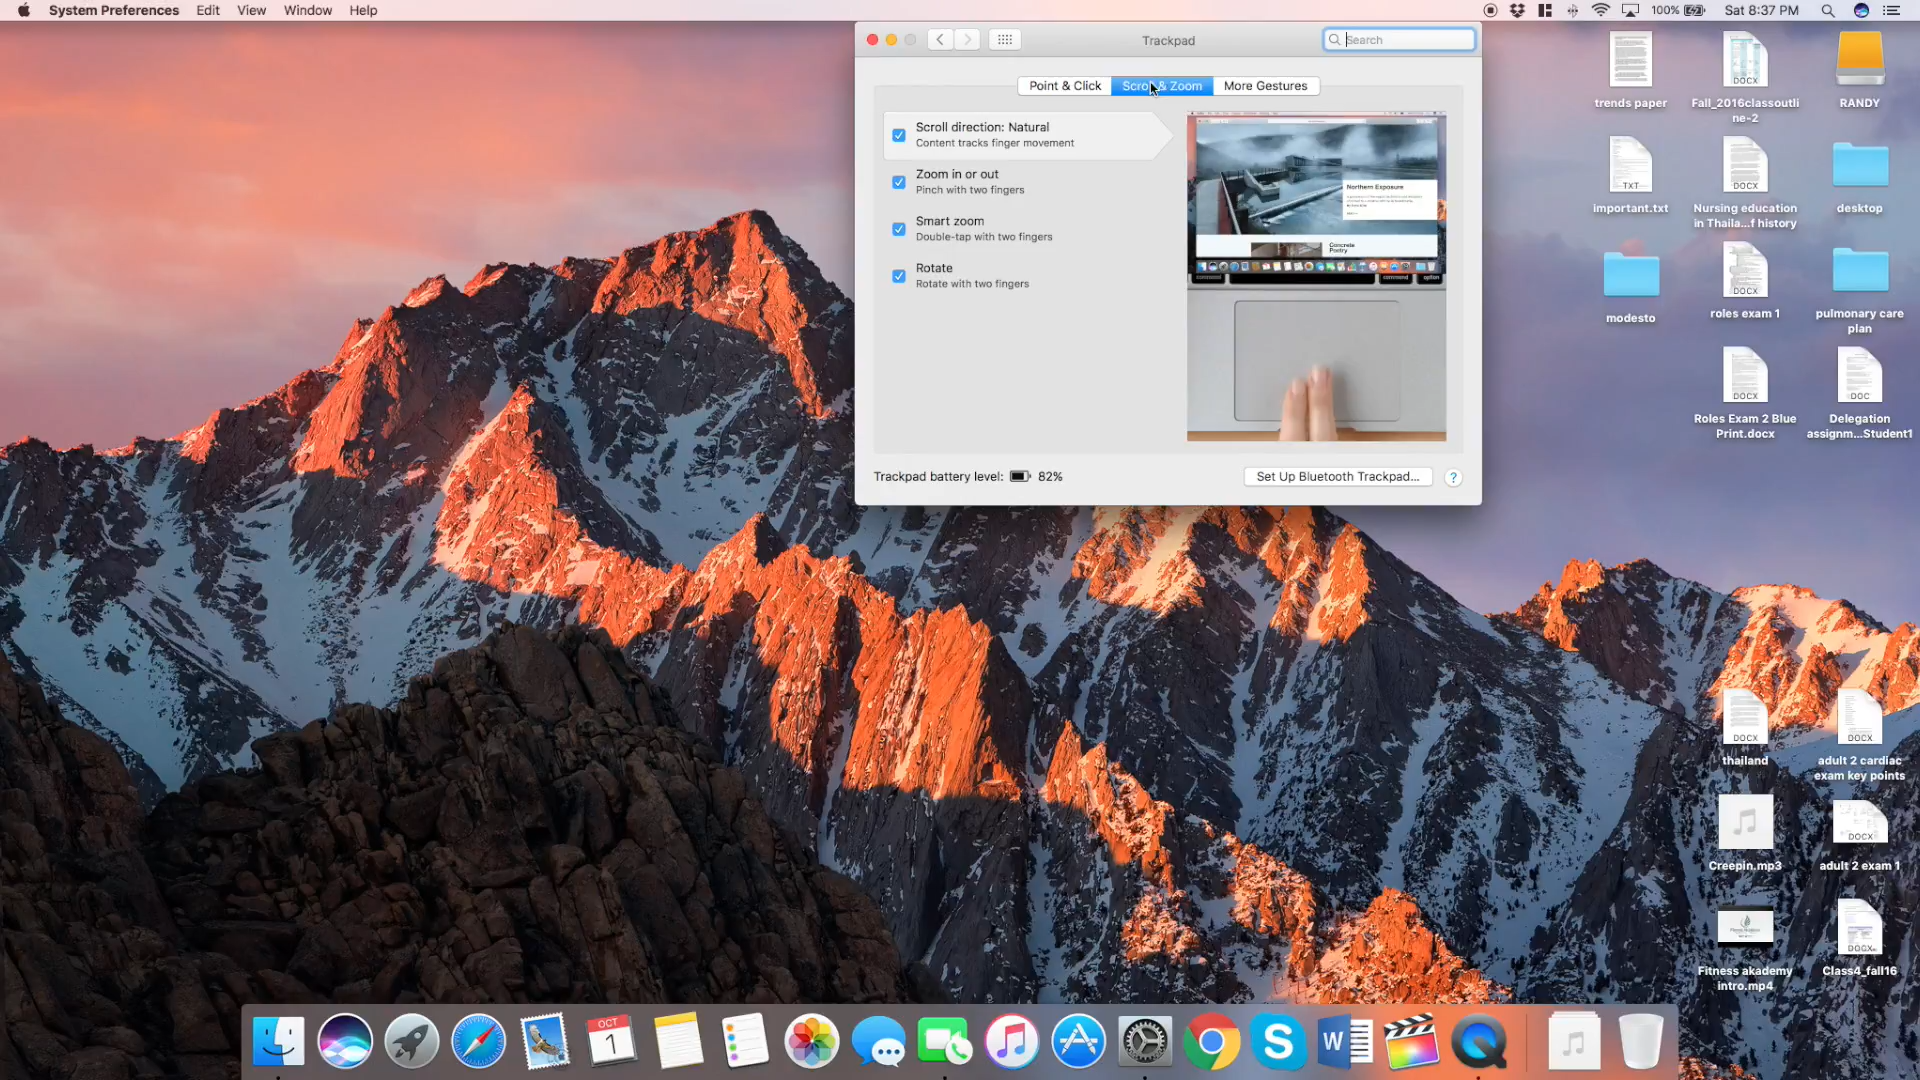 System Preferences Edit View Window Help
100% Sat 8:37 PM
Trackpad
Search
Point & Click Scroll & Zoom More Gestures
Scroll direction: Natural
Content tracks finger movement
Zoom in or out
Pinch with two fingers
Smart zoom
Double-tap with two fingers
Rotate
Rotate with two fingers
Northern Exposure
Concrete
Poetry
command
command option
Trackpad battery level: 82%
Set Up Bluetooth Trackpad... ?
trends paper
DOCX
Fall_2016classoutli
ne-2
RANDY
TXT
important.txt
DOCX
Nursing education
in Thaila...f history
desktop
modesto
DOCX
roles exam 1
pulmonary care
plan
DOCX
Roles Exam 2 Blue
Print.docx
DOC
Delegation
assignm...Student1
DOCX
thailand
DOCX
adult 2 cardiac
exam key points
Creepin.mp3
DOCX
adult 2 exam 1
Fitness akademy
intro.mp4
DOCX
Class4_fall16
OCT
1